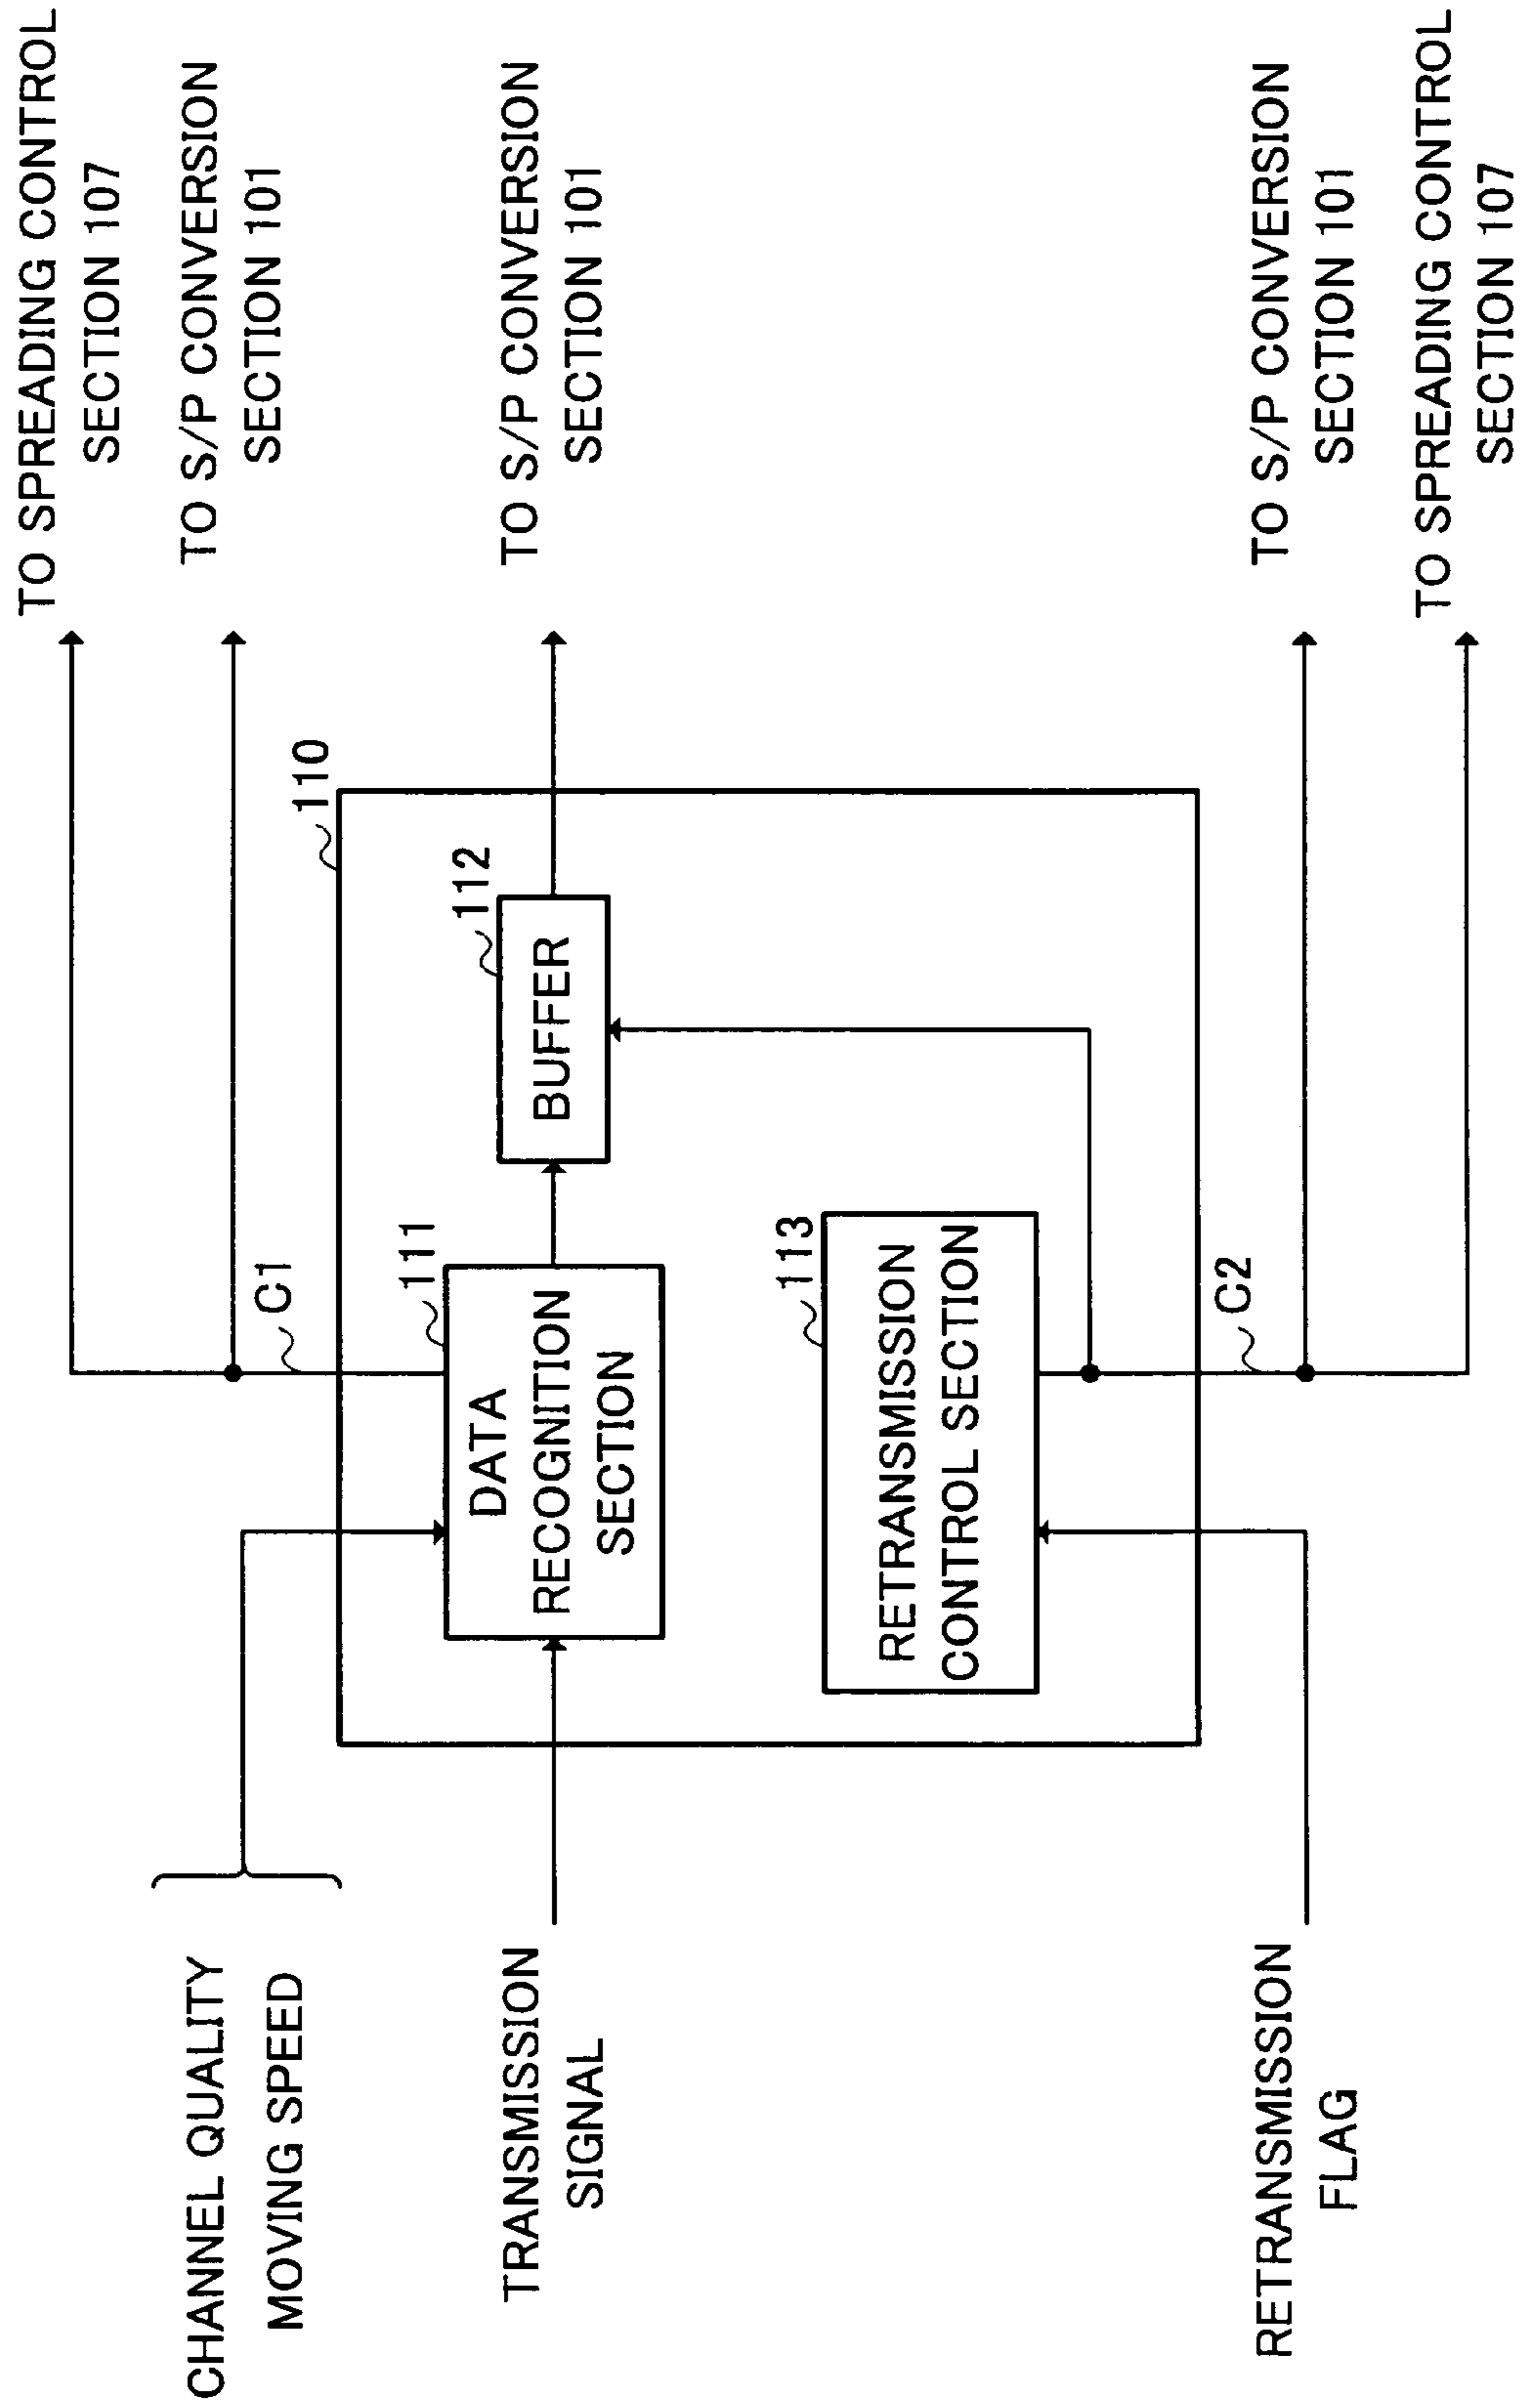 TO SPREADING CONTROL
SECTION 107
TO S/P CONVERSION
SECTION 101
C1
110
CHANNEL QUALITY
MOVING SPEED
111
DATA
RECOGNITION
SECTION
112
BUFFER
TO S/P CONVERSION
SECTION 101
TRANSMISSION
SIGNAL
113
RETRANSMISSION
CONTROL SECTION
C2
RETRANSMISSION
FLAG
TO S/P CONVERSION
SECTION 101
TO SPREADING CONTROL
SECTION 107